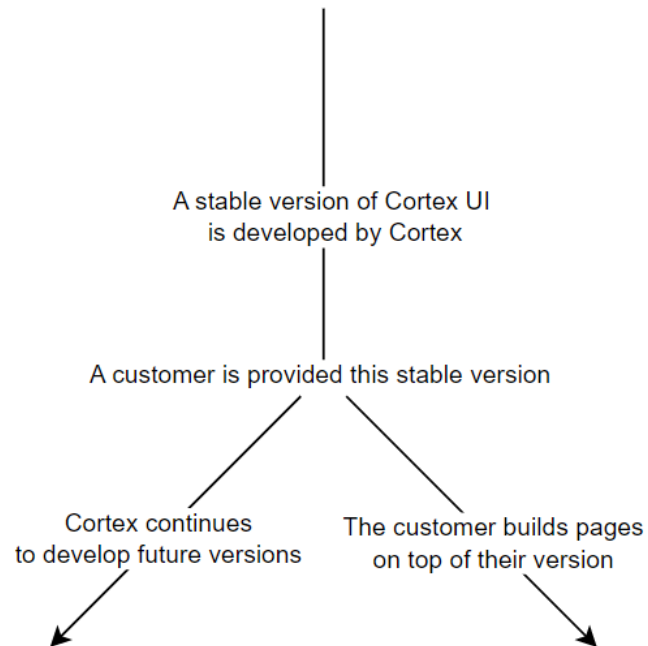 A stable version of Cortex UI
is developed by Cortex
A customer is provided this stable version
Cortex continues
to develop future versions
The customer builds pages
on top of their version